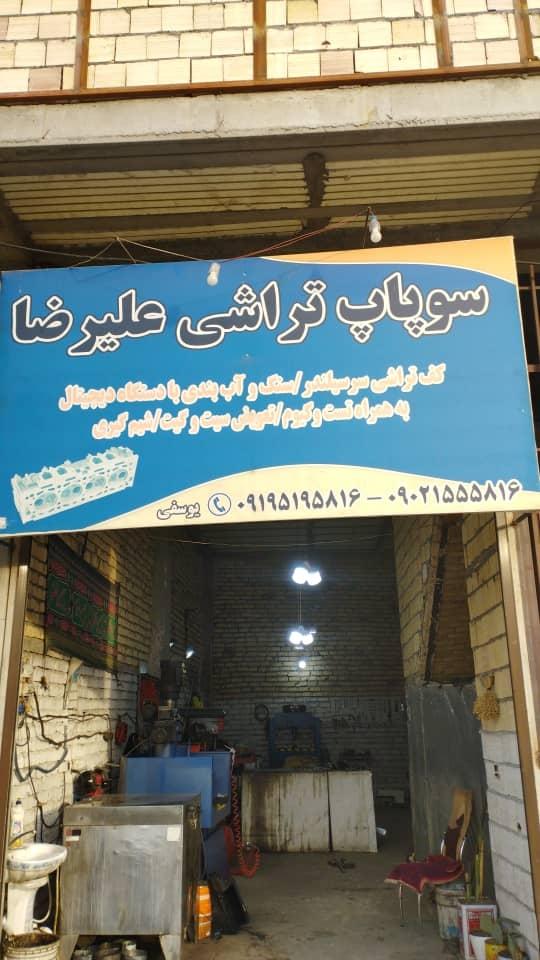 سوپاپ تراشی علیرضا
کف تراشی سرسیلندر/سنگ و آب بندی با دستگاه دیجیتال
به همراه تست وکیوم/تعویض سیت و گیت/شیم گیری
۰۹۰۲۱۵۵۵۸۱۶ - ۰۹۱۹۵۱۹۵۸۱۶ یوسفی